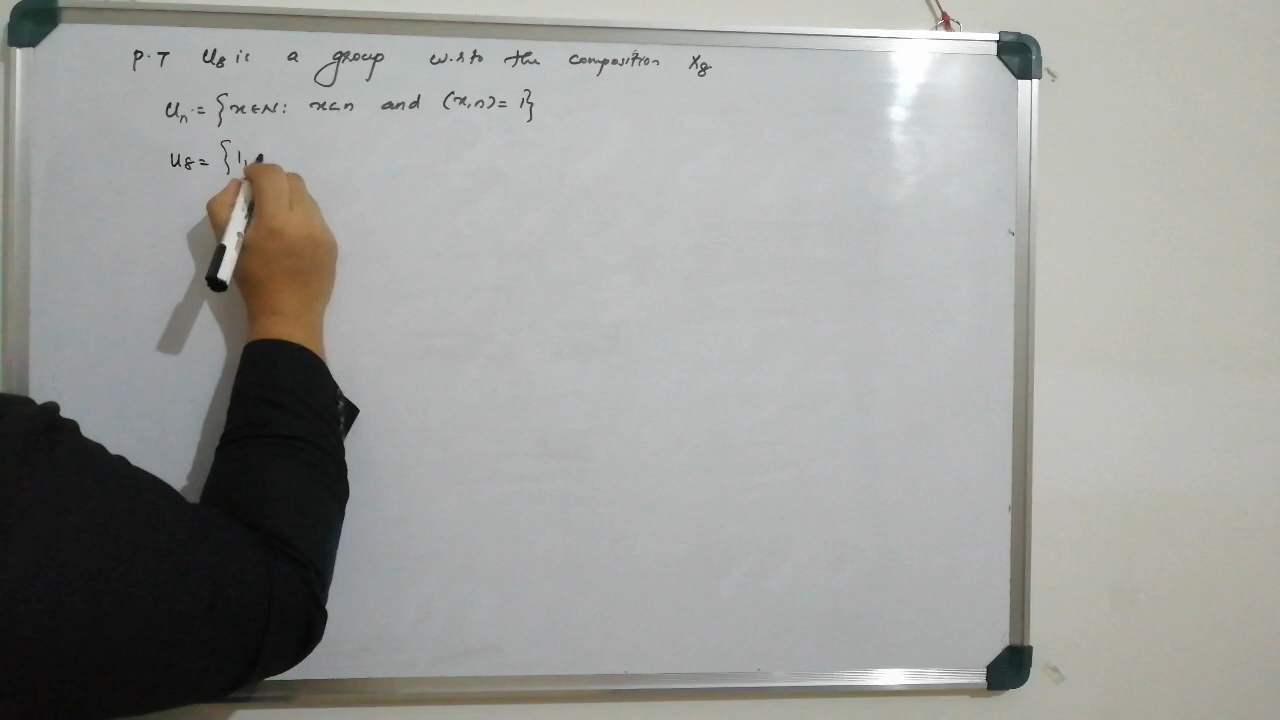 P.T U₈ is a group w.r.to the composition X₈
Uₙ = {x∈N: x<n and (x,n)= 1}
U8 = {1,